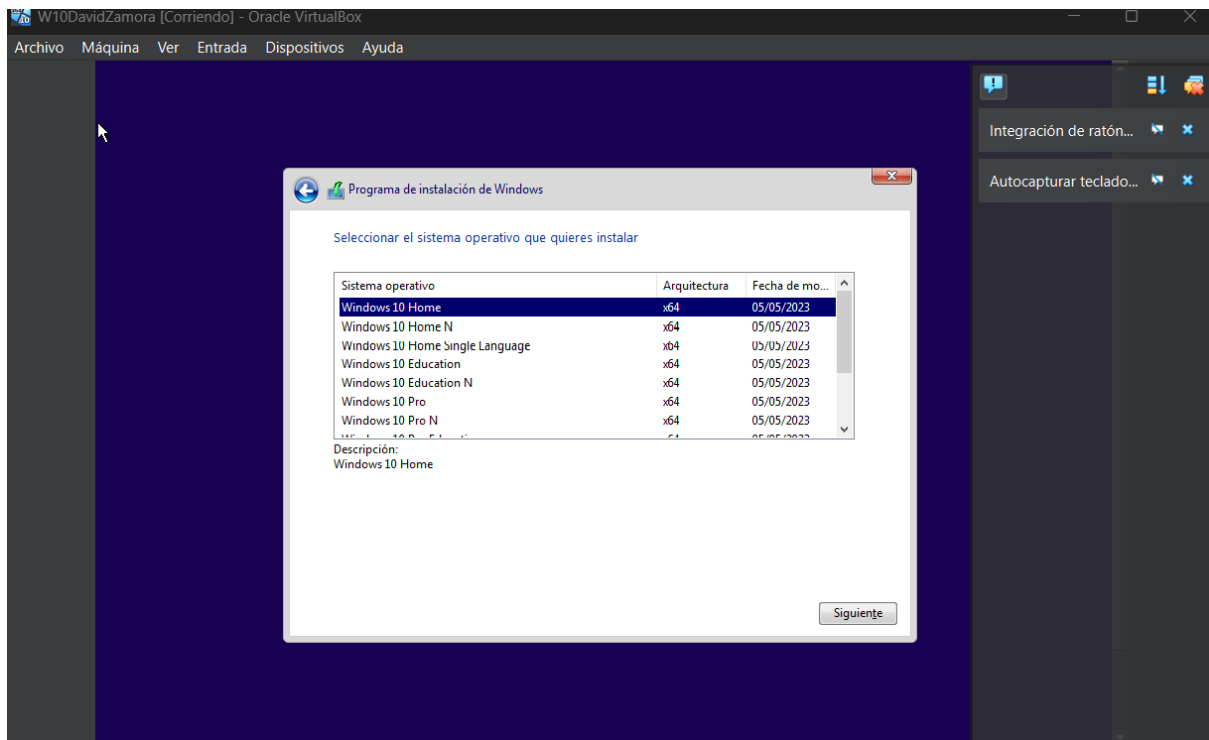 W10DavidZamora [Corriendo] - Oracle VirtualBox
Archivo Máquina Ver Entrada Dispositivos Ayuda
Integración de ratón...
Autocapturar teclado...
Programa de instalación de Windows
Seleccionar el sistema operativo que quieres instalar
Sistema operativo Arquitectura Fecha de mo...
Windows 10 Home x64 05/05/2023
Windows 10 Home N x64 05/05/2023
Windows 10 Home Single Language x64 05/05/2023
Windows 10 Education x64 05/05/2023
Windows 10 Education N x64 05/05/2023
Windows 10 Pro x64 05/05/2023
Windows 10 Pro N x64 05/05/2023
Descripción:
Windows 10 Home
Siguiente